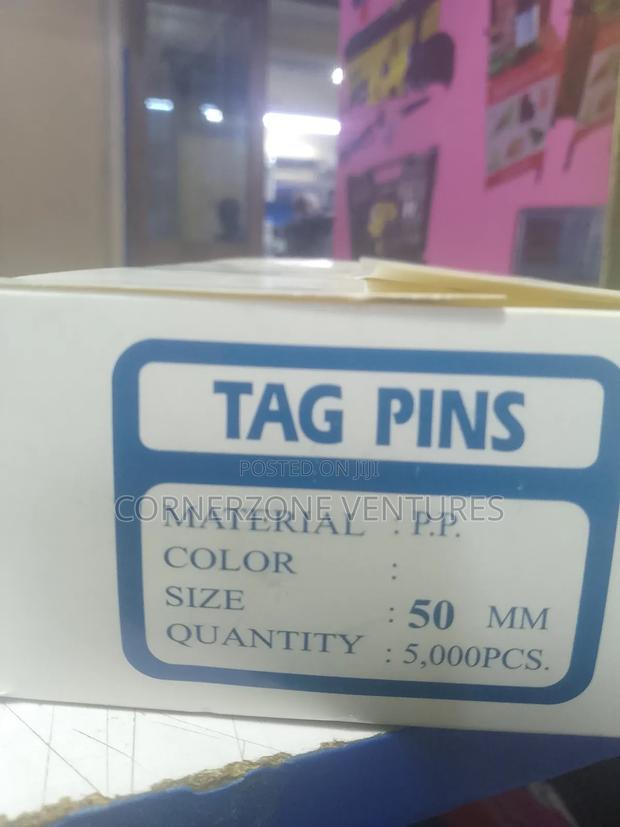 TAG PINS
POSTED ON JIJI
CORNERZONE VENTURES
MATERIAL : P.P.
COLOR :
SIZE : 50 MM
QUANTITY : 5,000PCS.